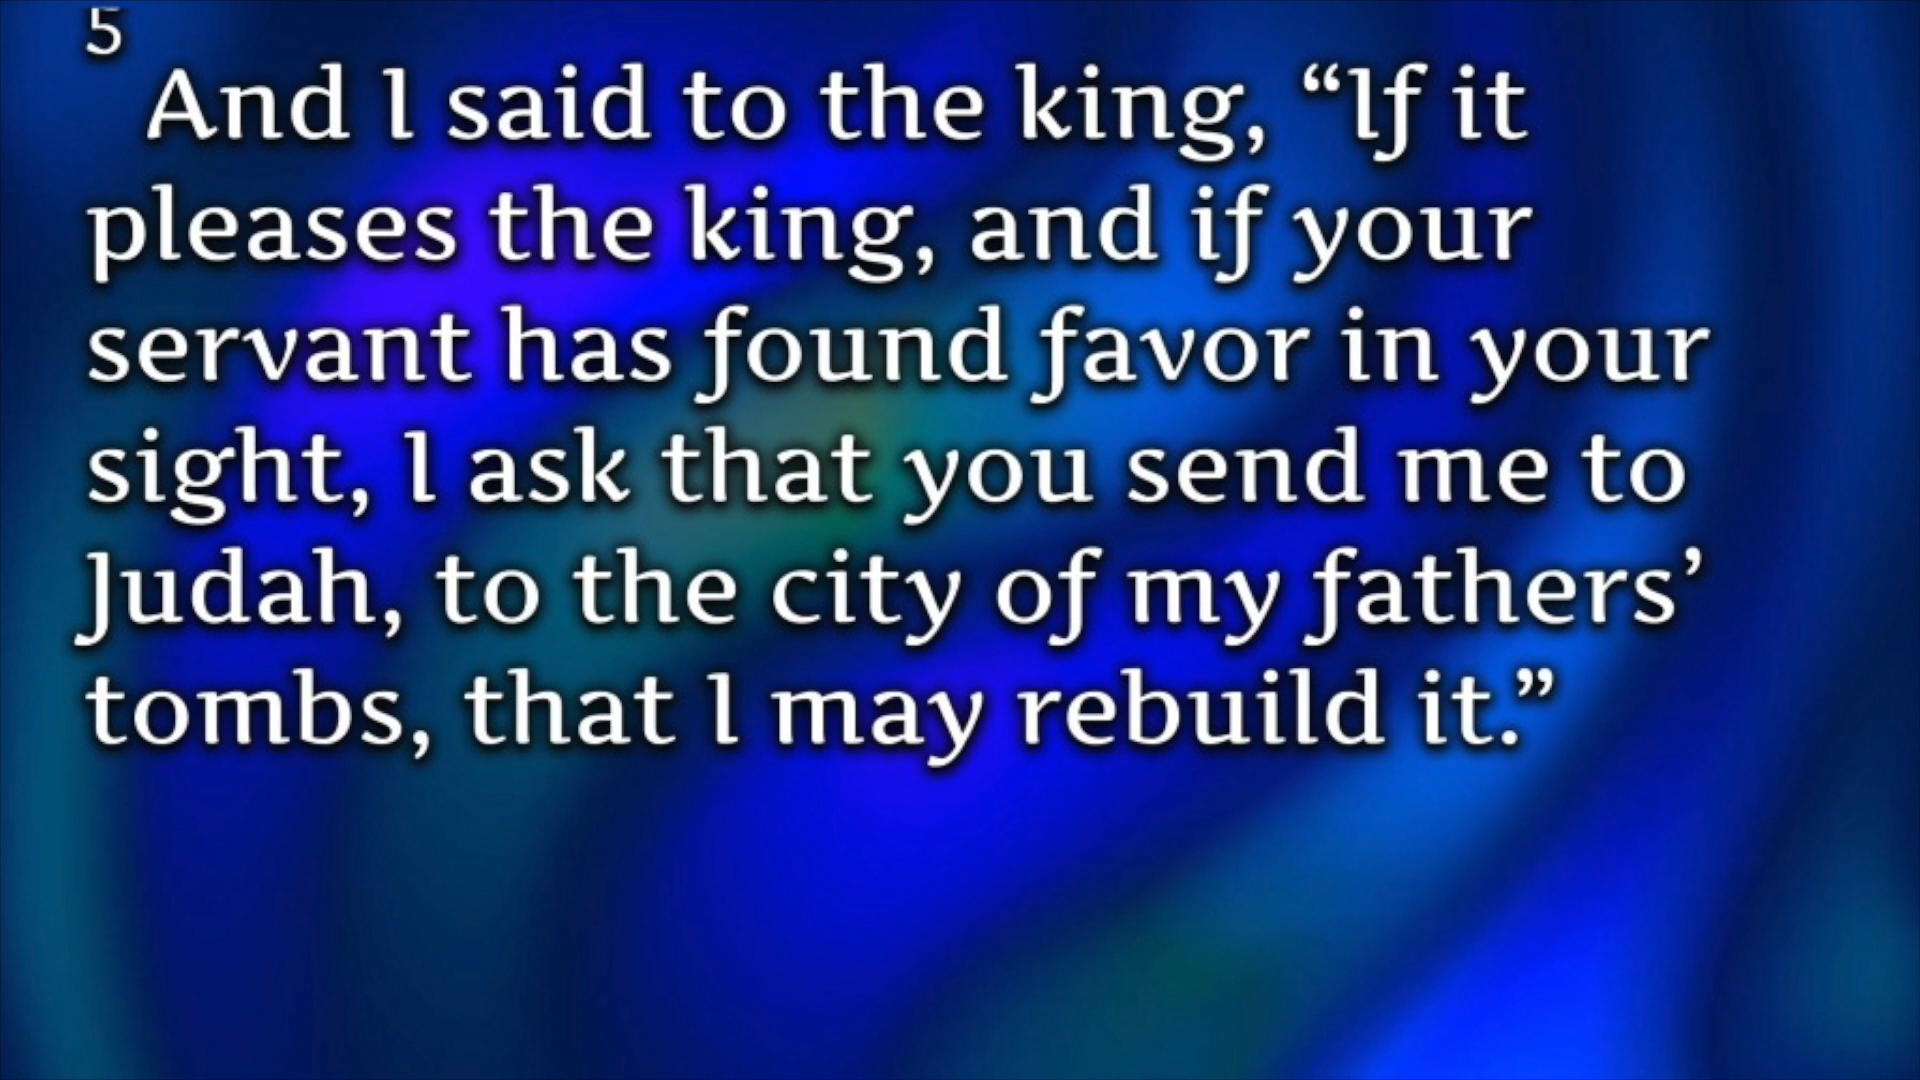 5
And I said to the king, “If it
pleases the king, and if your
servant has found favor in your
sight, I ask that you send me to
Judah, to the city of my fathers’
tombs, that I may rebuild it.”